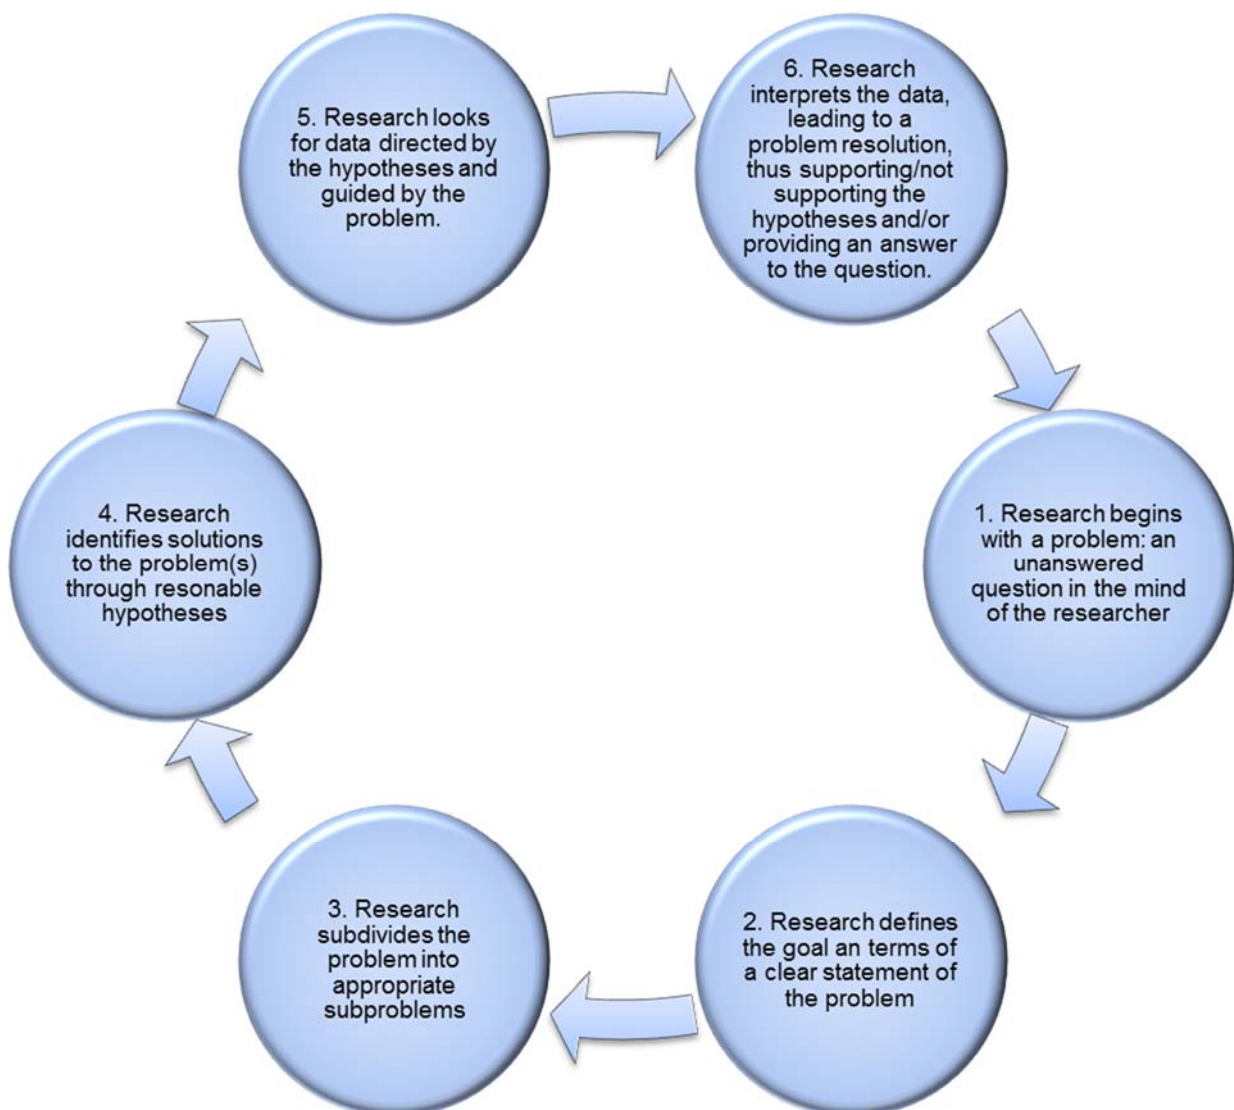 1. Research begins
with a problem: an
unanswered
question in the mind
of the researcher
2. Research defines
the goal an terms of
a clear statement of
the problem
3. Research
subdivides the
problem into
appropriate
subproblems
4. Research
identifies solutions
to the problem(s)
through resonable
hypotheses
5. Research looks
for data directed by
the hypotheses and
guided by the
problem.
6. Research
interprets the data,
leading to a
problem resolution,
thus supporting/not
supporting the
hypotheses and/or
providing an answer
to the question.